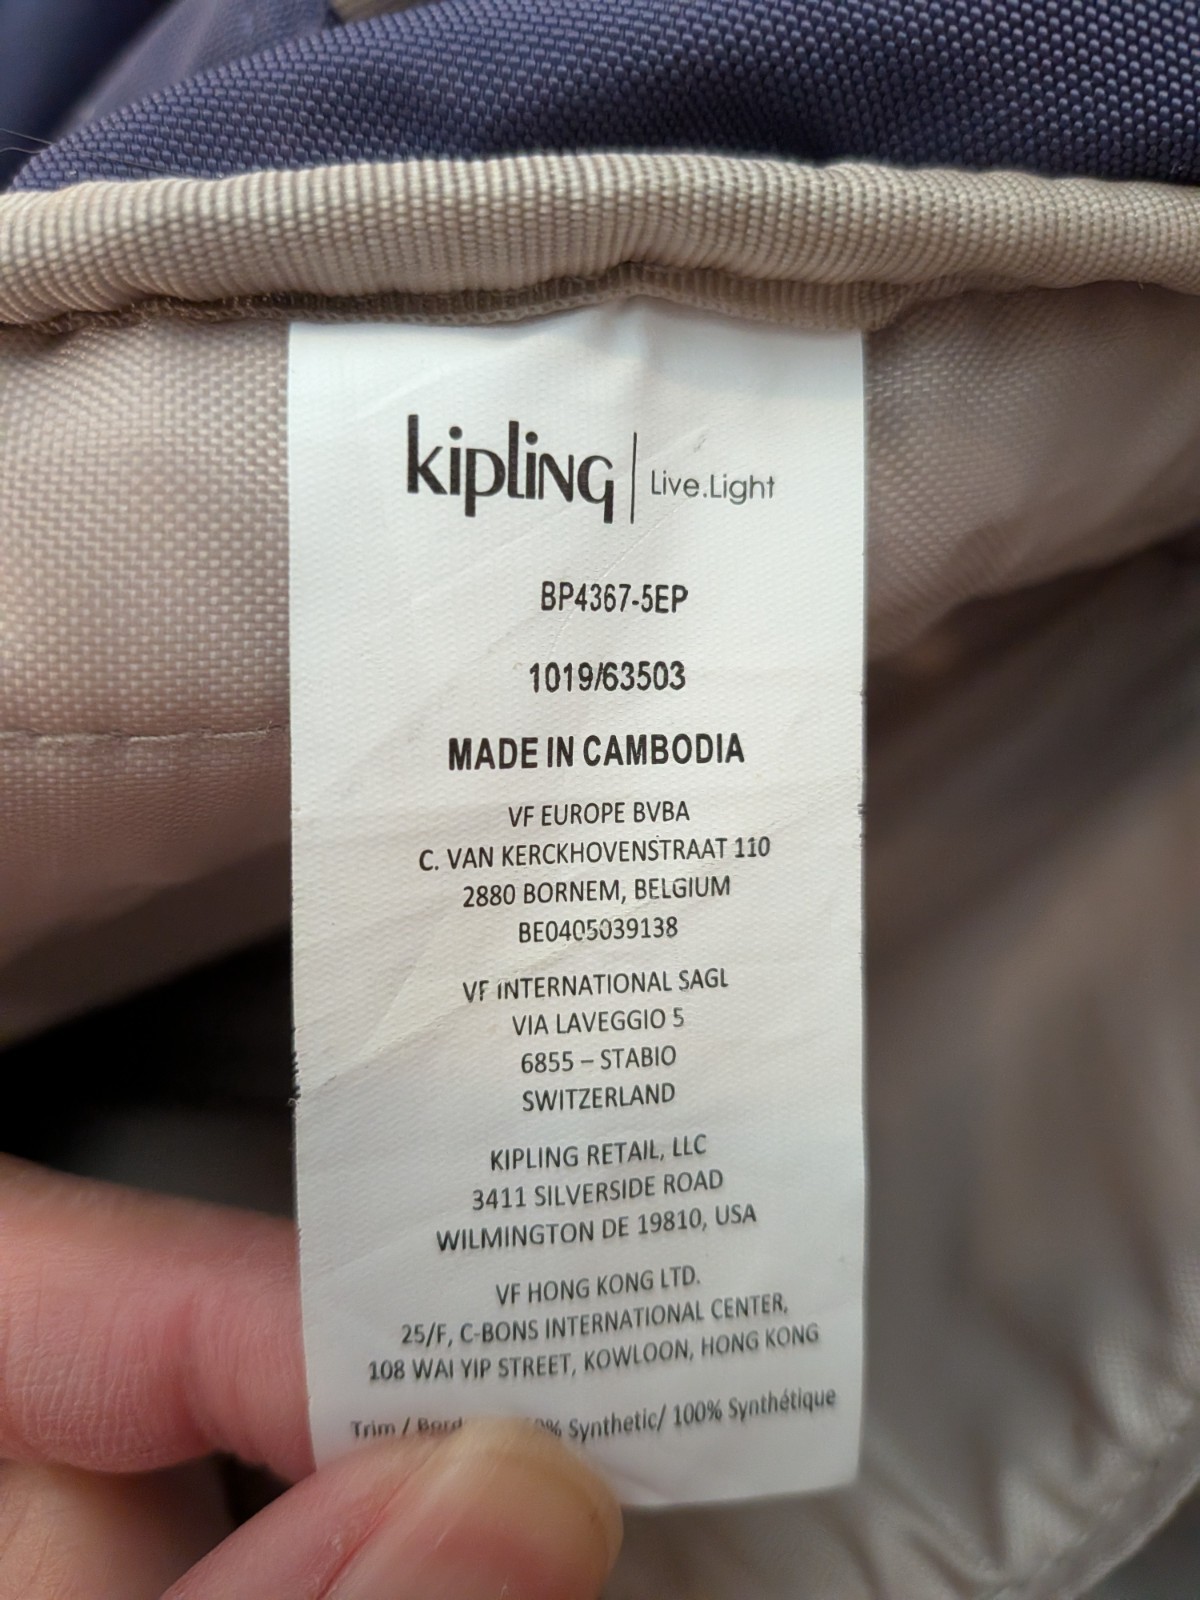 kipling | Live.Light
BP4367-5EP
1019/63503
MADE IN CAMBODIA
VF EUROPE BVBA
C. VAN KERCKHOVENSTRAAT 110
2880 BORNEM, BELGIUM
BE0405039138
VF INTERNATIONAL SAGL
VIA LAVEGGIO 5
6855 – STABIO
SWITZERLAND
KIPLING RETAIL, LLC
3411 SILVERSIDE ROAD
WILMINGTON DE 19810, USA
VF HONG KONG LTD.
25/F, C-BONS INTERNATIONAL CENTER,
108 WAI YIP STREET, KOWLOON, HONG KONG
Trim / Synthetic/ 100% Synthétique